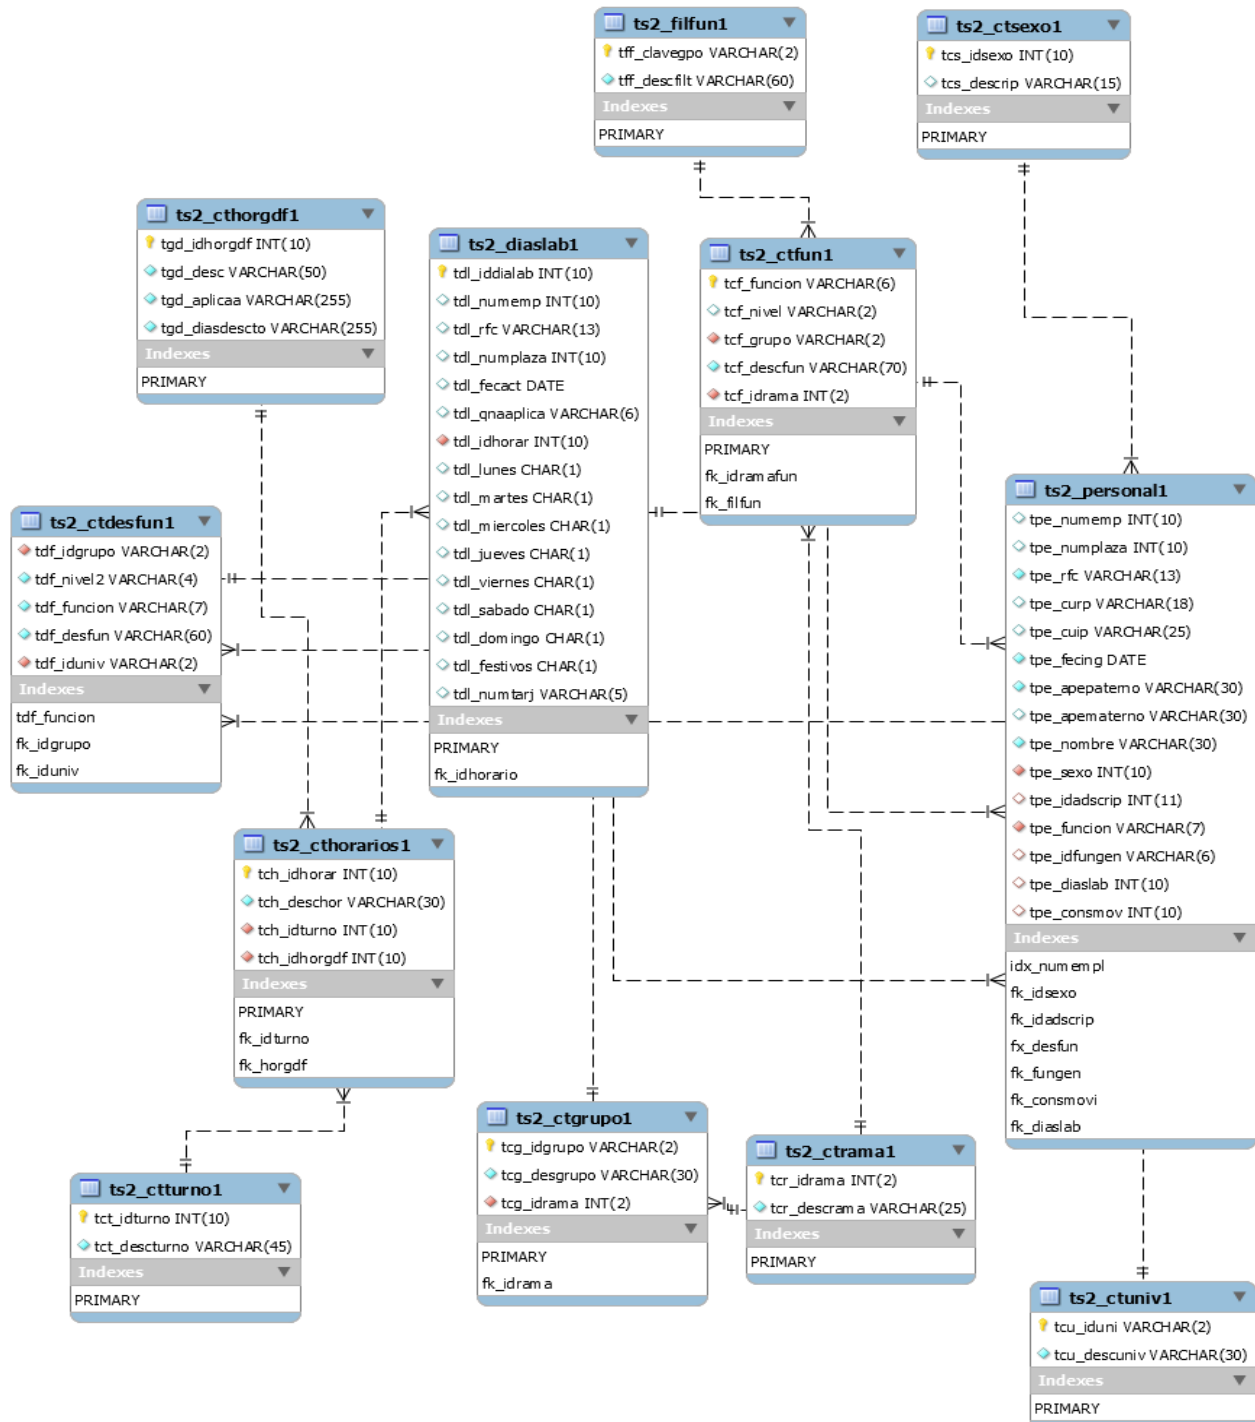 ts2_filfun1
tff_clavegpo VARCHAR(2)
tff_descfilt VARCHAR(60)
Indexes
PRIMARY
ts2_ctsexo1
tcs_idsexo INT(10)
tcs_descrip VARCHAR(15)
Indexes
PRIMARY
ts2_cthorgdf1
tgd_idhorgdf INT(10)
tgd_desc VARCHAR(50)
tgd_aplicaa VARCHAR(255)
tgd_diasdescto VARCHAR(255)
Indexes
PRIMARY
ts2_diaslab1
tdl_iddialab INT(10)
tdl_numemp INT(10)
tdl_rfc VARCHAR(13)
tdl_numplaza INT(10)
tdl_fecact DATE
tdl_qnaaplica VARCHAR(6)
tdl_idhorar INT(10)
tdl_lunes CHAR(1)
tdl_martes CHAR(1)
tdl_miercoles CHAR(1)
tdl_jueves CHAR(1)
tdl_viernes CHAR(1)
tdl_sabado CHAR(1)
tdl_domingo CHAR(1)
tdl_festivos CHAR(1)
tdl_numtarj VARCHAR(5)
Indexes
PRIMARY
fk_idhorario
ts2_ctfun1
tcf_funcion VARCHAR(6)
tcf_nivel VARCHAR(2)
tcf_grupo VARCHAR(2)
tcf_descfun VARCHAR(70)
tcf_idrama INT(2)
Indexes
PRIMARY
fk_idramafun
fk_filfun
ts2_personal1
tpe_numemp INT(10)
tpe_numplaza INT(10)
tpe_rfc VARCHAR(13)
tpe_curp VARCHAR(18)
tpe_cuip VARCHAR(25)
tpe_fecing DATE
tpe_apepaterno VARCHAR(30)
tpe_apematerno VARCHAR(30)
tpe_nombre VARCHAR(30)
tpe_sexo INT(10)
tpe_idadscrip INT(11)
tpe_funcion VARCHAR(7)
tpe_idfungen VARCHAR(6)
tpe_diaslab INT(10)
tpe_consmov INT(10)
Indexes
idx_numempl
fk_idsexo
fk_idadscrip
fx_desfun
fk_fungen
fk_consmovi
fk_diaslab
ts2_ctdesfun1
tdf_idgrupo VARCHAR(2)
tdf_nivel2 VARCHAR(4)
tdf_funcion VARCHAR(7)
tdf_desfun VARCHAR(60)
tdf_iduniv VARCHAR(2)
Indexes
tdf_funcion
fk_idgrupo
fk_iduniv
ts2_cthorarios1
tch_idhorar INT(10)
tch_deschor VARCHAR(30)
tch_idturno INT(10)
tch_idhorgdf INT(10)
Indexes
PRIMARY
fk_idturno
fk_horgdf
ts2_ctgrupo1
tcg_idgrupo VARCHAR(2)
tcg_desgrupo VARCHAR(30)
tcg_idrama INT(2)
Indexes
PRIMARY
fk_idrama
ts2_ctrama1
tcr_idrama INT(2)
tcr_descrama VARCHAR(25)
Indexes
PRIMARY
ts2_ctturno1
tct_idturno INT(10)
tct_descturno VARCHAR(45)
Indexes
PRIMARY
ts2_ctuniv1
tcu_iduni VARCHAR(2)
tcu_descuniv VARCHAR(30)
Indexes
PRIMARY